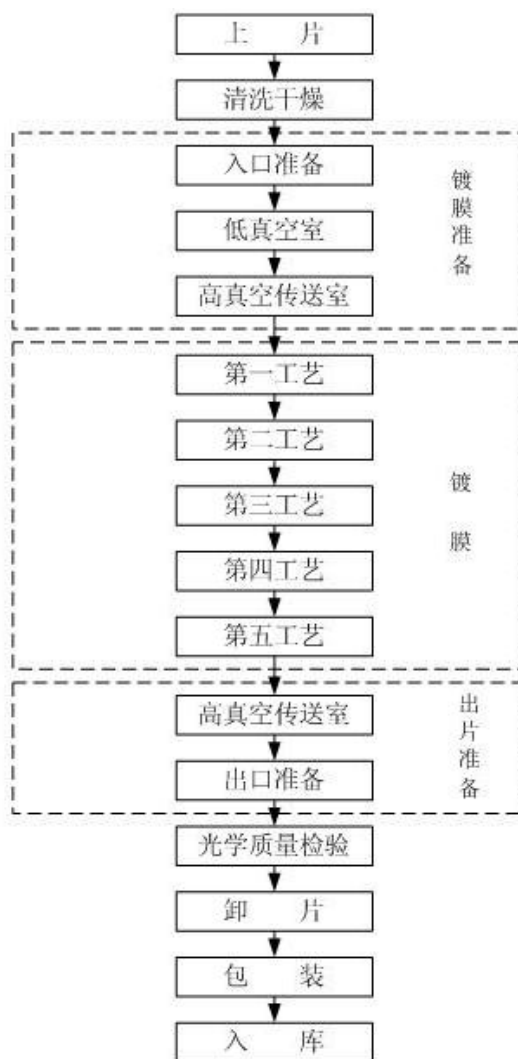 上 片
清洗干燥
入口准备
低真空室
高真空传送室
镀膜准备
第一工艺
第二工艺
第三工艺
第四工艺
第五工艺
镀膜
高真空传送室
出口准备
出片准备
光学质量检验
卸 片
包 装
入 库